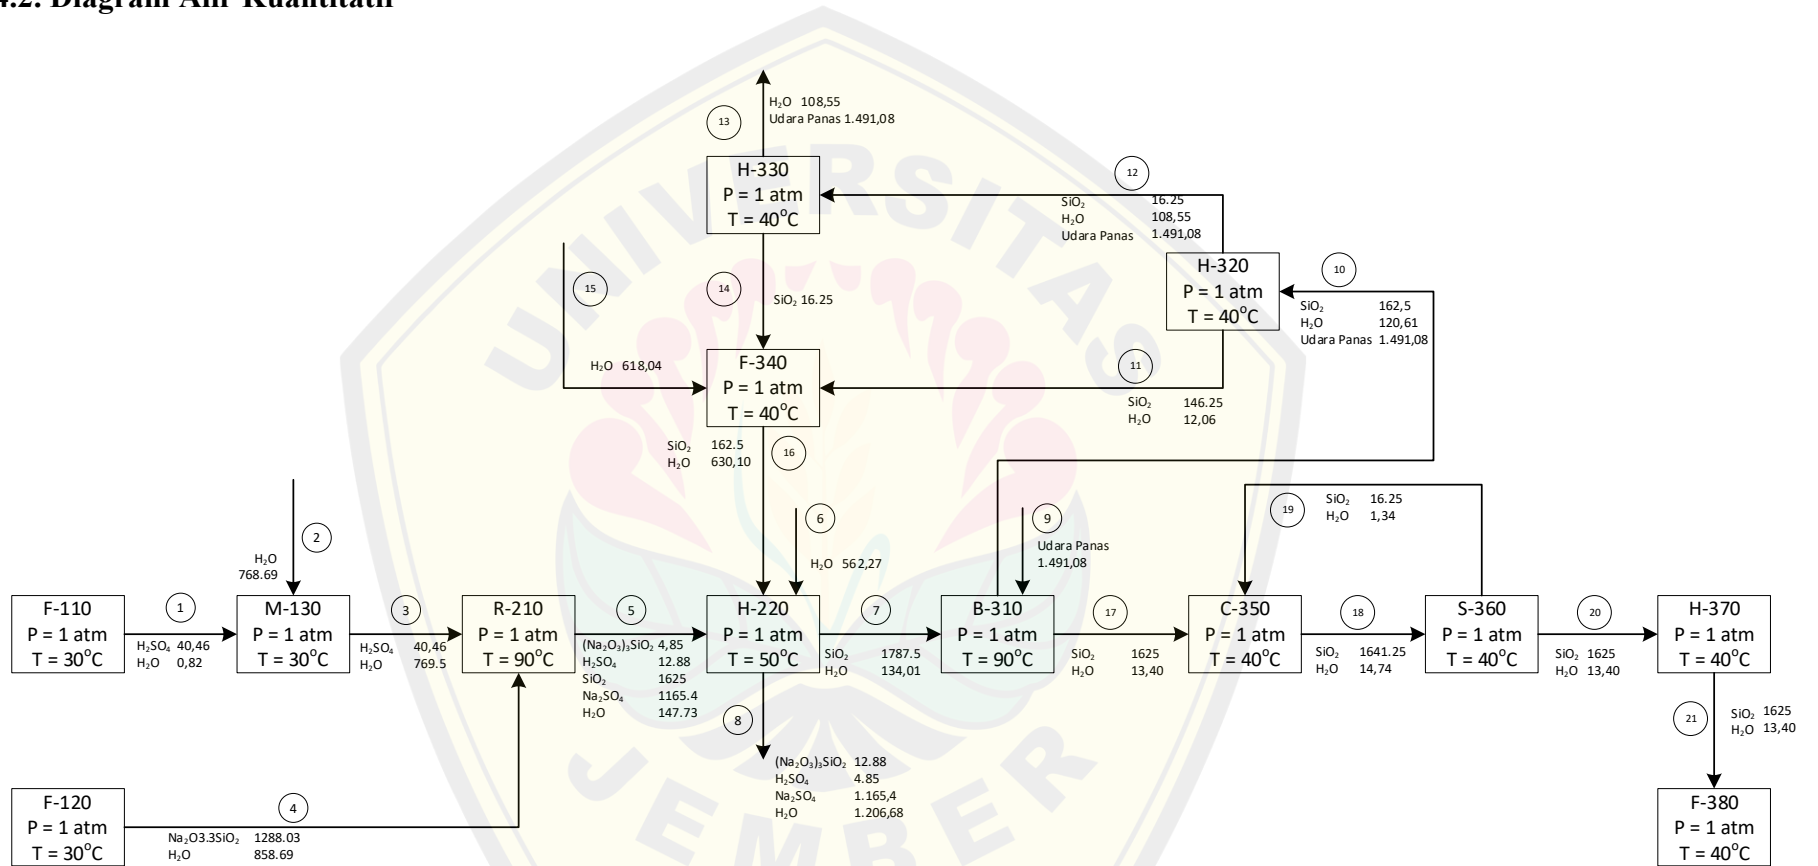 4.2. Diagram Alir Kuantitatif
H₂O 108,55
Udara Panas 1.491,08
13
H-330
P = 1 atm
T = 40°C
12
SiO₂ 16.25
H₂O 108,55
Udara Panas 1.491,08
H-320
P = 1 atm
T = 40°C
10
SiO₂ 162,5
H₂O 120,61
Udara Panas 1.491,08
15
14
SiO₂ 16.25
H₂O 618,04
F-340
P = 1 atm
T = 40°C
11
SiO₂ 146.25
H₂O 12,06
SiO₂ 162.5
H₂O 630,10
16
2
H₂O
768.69
6
H₂O 562,27
9
Udara Panas
1.491,08
19
SiO₂ 16.25
H₂O 1,34
F-110
P = 1 atm
T = 30°C
1
H₂SO₄ 40,46
H₂O 0,82
M-130
P = 1 atm
T = 30°C
3
H₂SO₄ 40,46
H₂O 769.5
R-210
P = 1 atm
T = 90°C
5
(Na₂O₃)₃SiO₂ 4,85
H₂SO₄ 12.88
SiO₂ 1625
Na₂SO₄ 1165.4
H₂O 147.73
H-220
P = 1 atm
T = 50°C
7
SiO₂ 1787.5
H₂O 134,01
B-310
P = 1 atm
T = 90°C
17
SiO₂ 1625
H₂O 13,40
C-350
P = 1 atm
T = 40°C
18
SiO₂ 1641.25
H₂O 14,74
S-360
P = 1 atm
T = 40°C
20
SiO₂ 1625
H₂O 13,40
H-370
P = 1 atm
T = 40°C
8
(Na₂O₃)₃SiO₂ 12.88
H₂SO₄ 4.85
Na₂SO₄ 1.165,4
H₂O 1.206,68
21
SiO₂ 1625
H₂O 13,40
F-120
P = 1 atm
T = 30°C
4
Na₂O3.3SiO₂ 1288.03
H₂O 858.69
F-380
P = 1 atm
T = 40°C
UNIVERSITAS
JEMBER